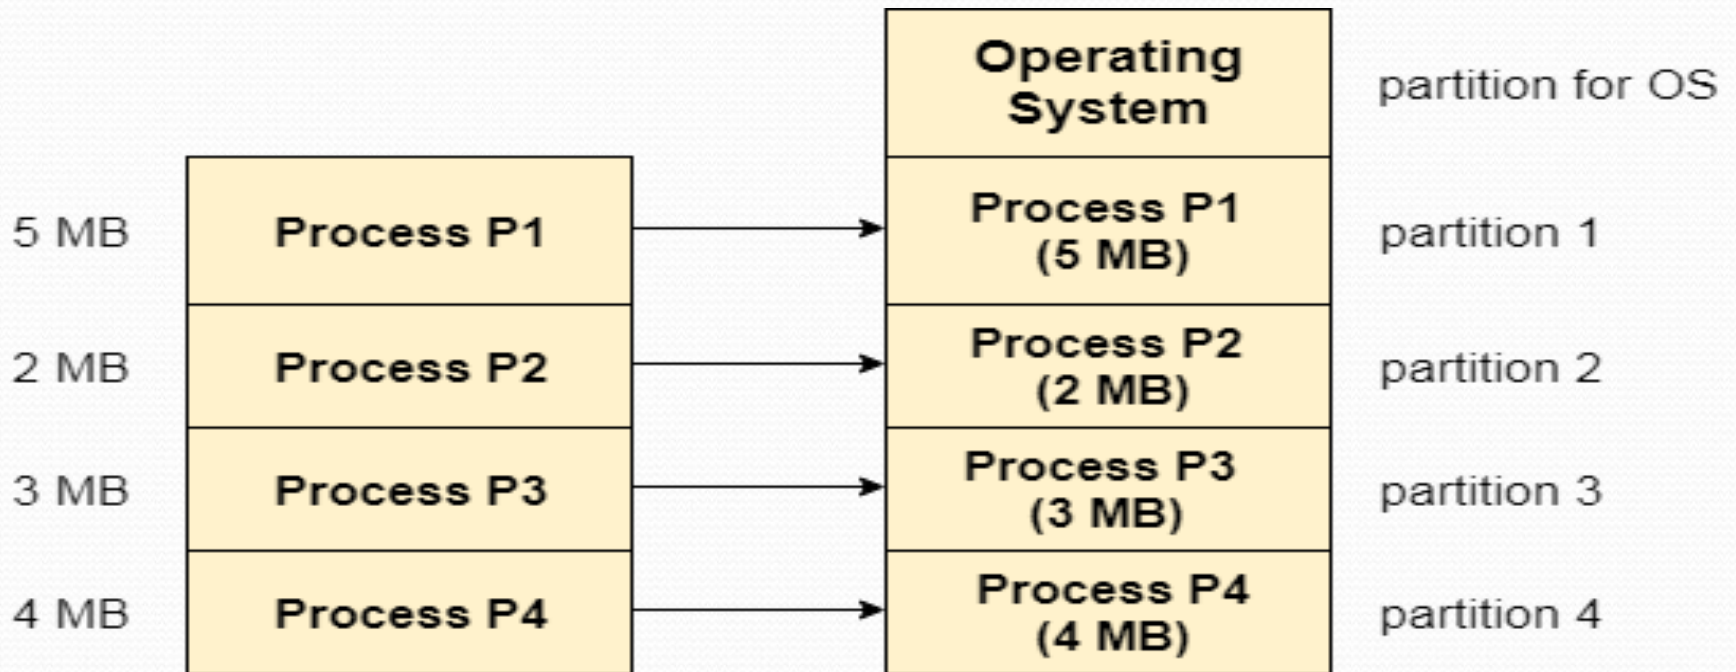 Operating
System
partition for OS
5 MB
Process P1
Process P1
(5 MB)
partition 1
2 MB
Process P2
Process P2
(2 MB)
partition 2
3 MB
Process P3
Process P3
(3 MB)
partition 3
4 MB
Process P4
Process P4
(4 MB)
partition 4